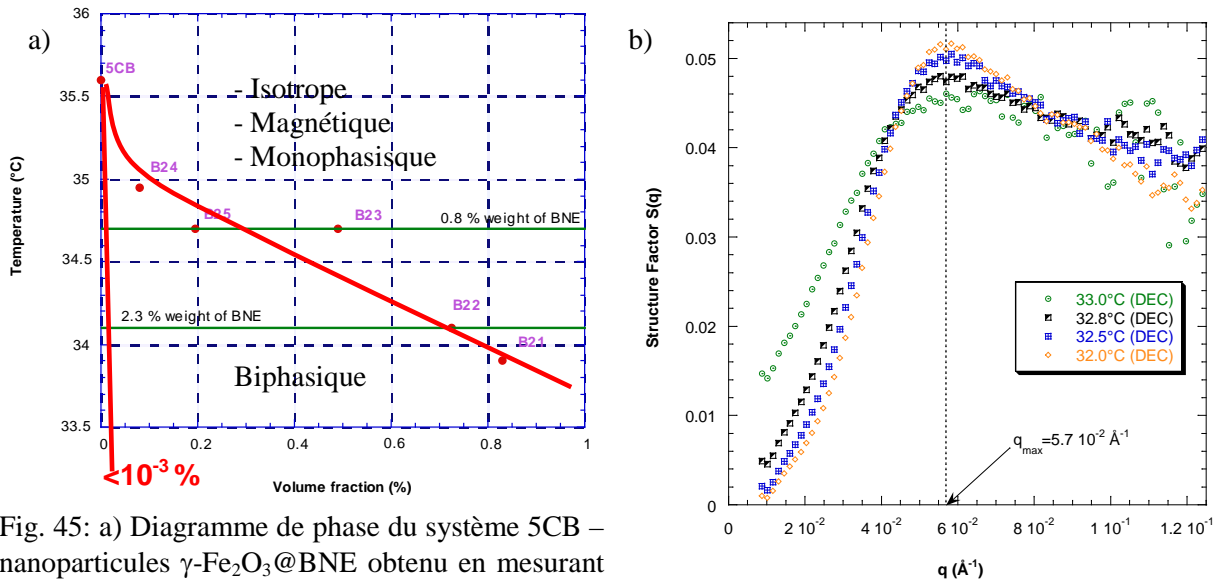 a)
Temperature (°C)
36
35.5
35
34.5
34
33.5
5CB
- Isotrope
- Magnétique
- Monophasique
B24
B25
B23
0.8 % weight of BNE
2.3 % weight of BNE
B22
B21
Biphasique
0
0.2
0.4
0.6
0.8
1
<10⁻³ %
Volume fraction (%)
Fig. 45: a) Diagramme de phase du système 5CB –
nanoparticules γ-Fe₂O₃@BNE obtenu en mesurant
b)
Structure Factor S(q)
0.05
0.04
0.03
0.02
0.01
0
33.0°C (DEC)
32.8°C (DEC)
32.5°C (DEC)
32.0°C (DEC)
qmax=5.7 10⁻² Å⁻¹
0
2 10⁻²
4 10⁻²
6 10⁻²
8 10⁻²
1 10⁻¹
1.2 10⁻¹
q (Å⁻¹)